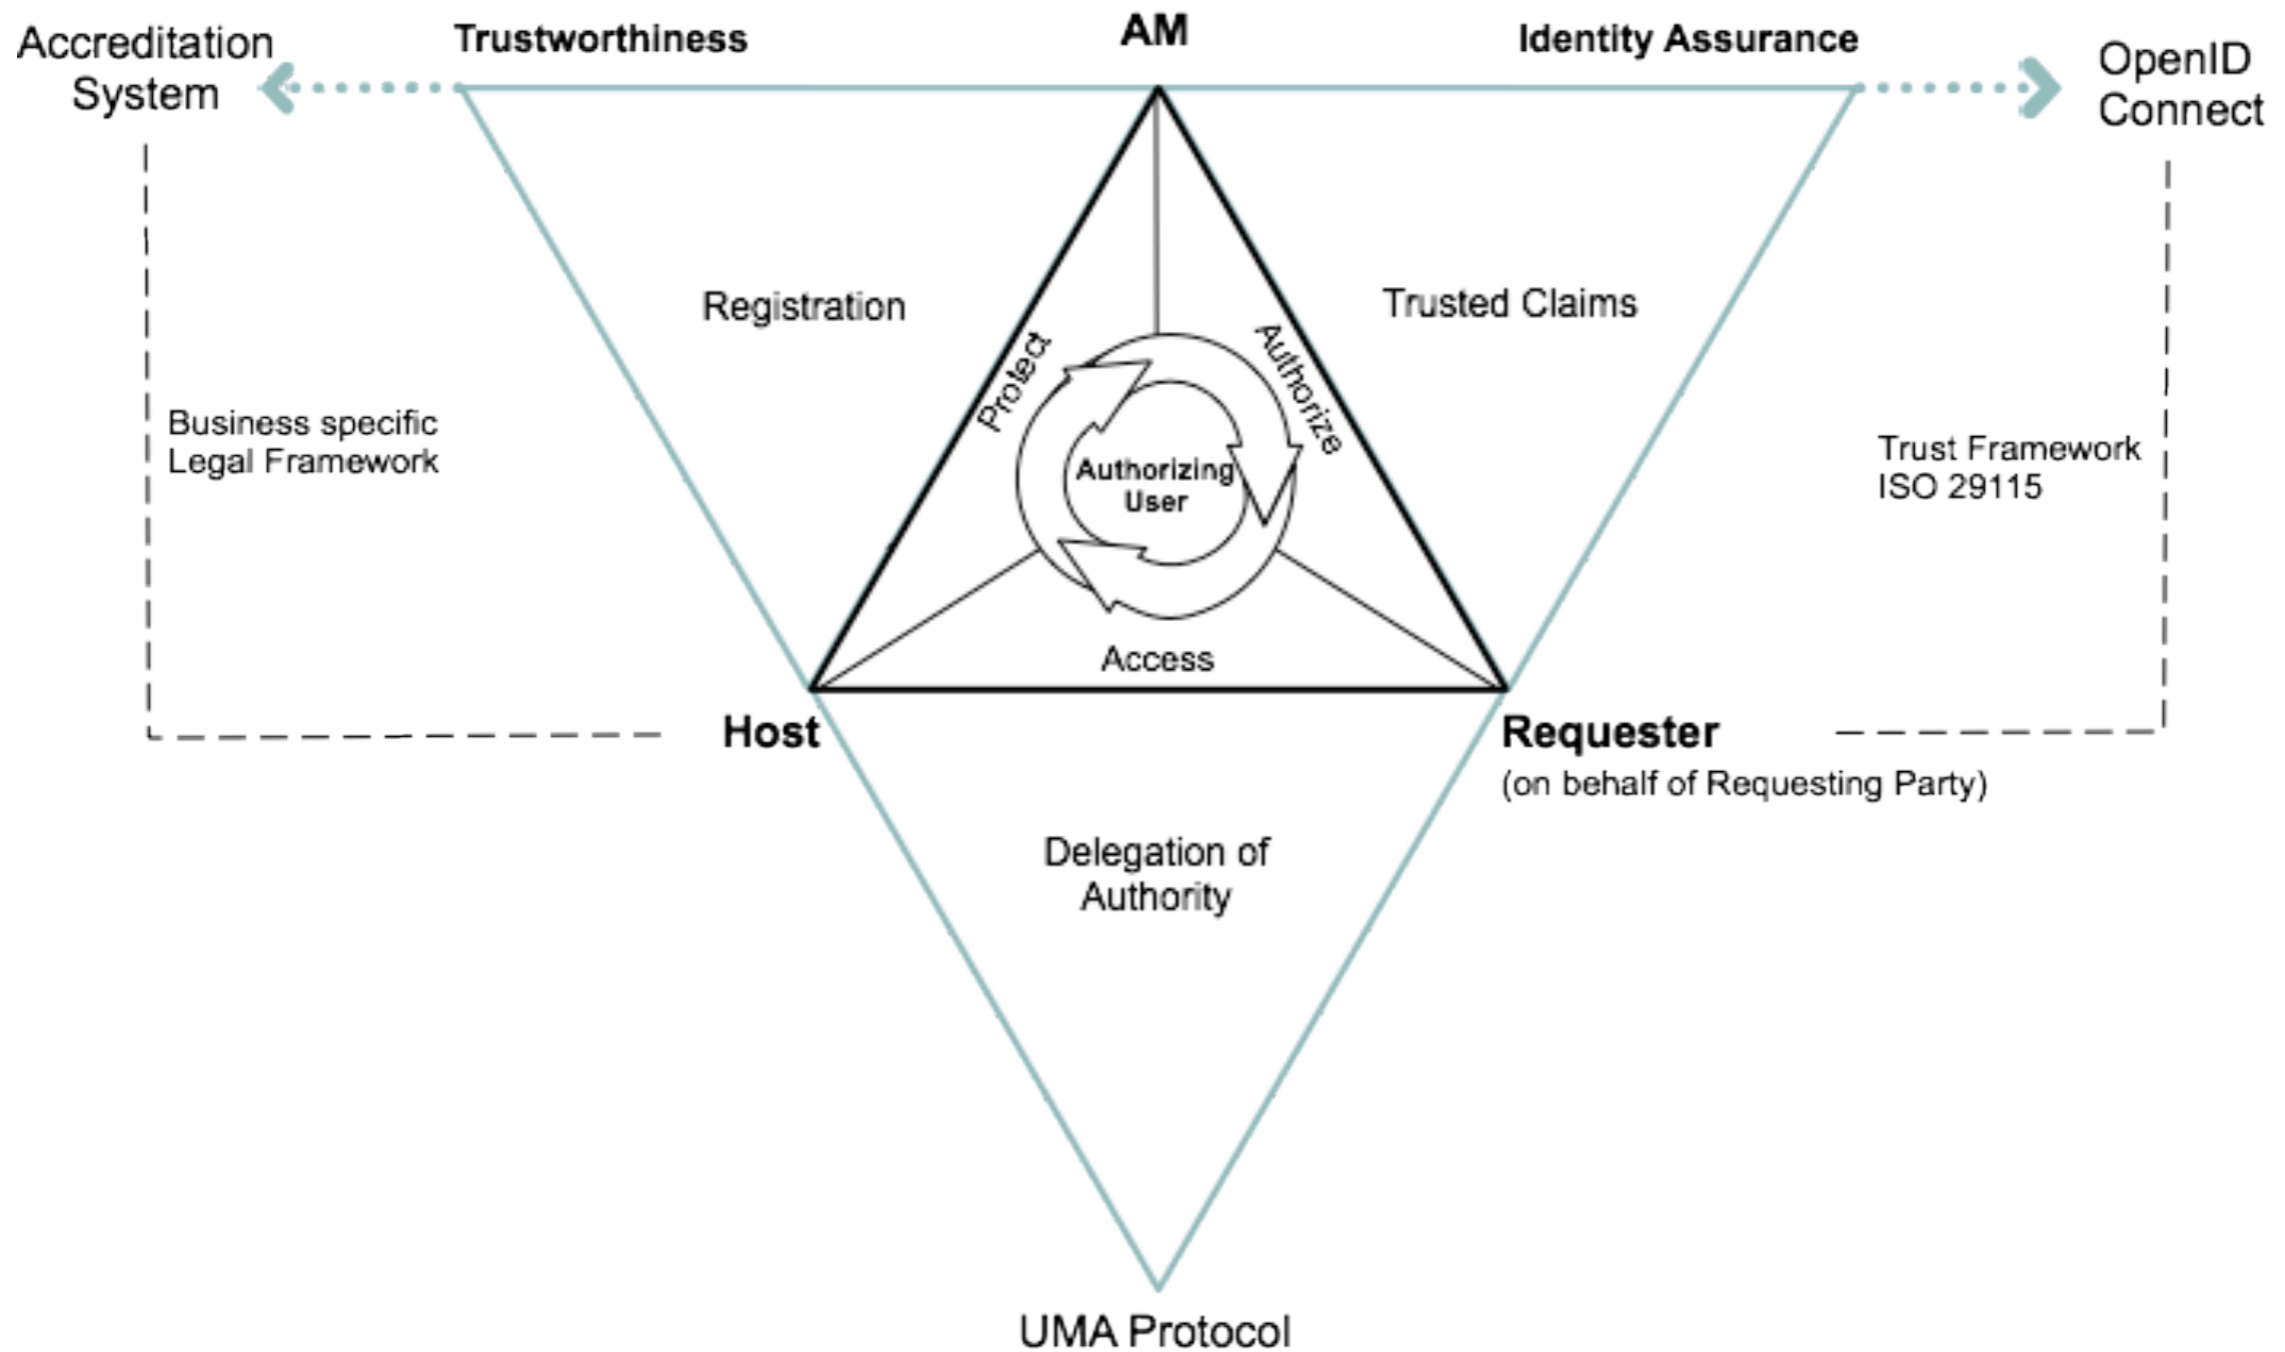 Accreditation
System
Trustworthiness
AM
Identity Assurance
OpenID
Connect
Registration
Trusted Claims
Protect
Authorize
Business specific
Legal Framework
Authorizing
User
Trust Framework
ISO 29115
Access
Host
Requester
(on behalf of Requesting Party)
Delegation of
Authority
UMA Protocol